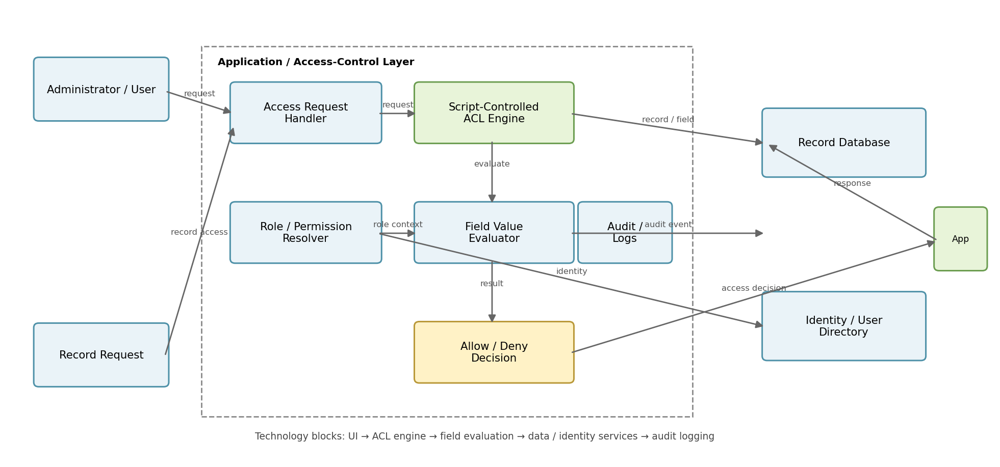 Application / Access-Control Layer
Administrator / User
request
Access Request
Handler
request
Script-Controlled
ACL Engine
record / field
Record Database
evaluate
response
record access
Role / Permission
Resolver
role context
Field Value
Evaluator
Audit /
Logs
audit event
App
identity
result
access decision
Identity / User
Directory
Record Request
Allow / Deny
Decision
Technology blocks: UI → ACL engine → field evaluation → data / identity services → audit logging